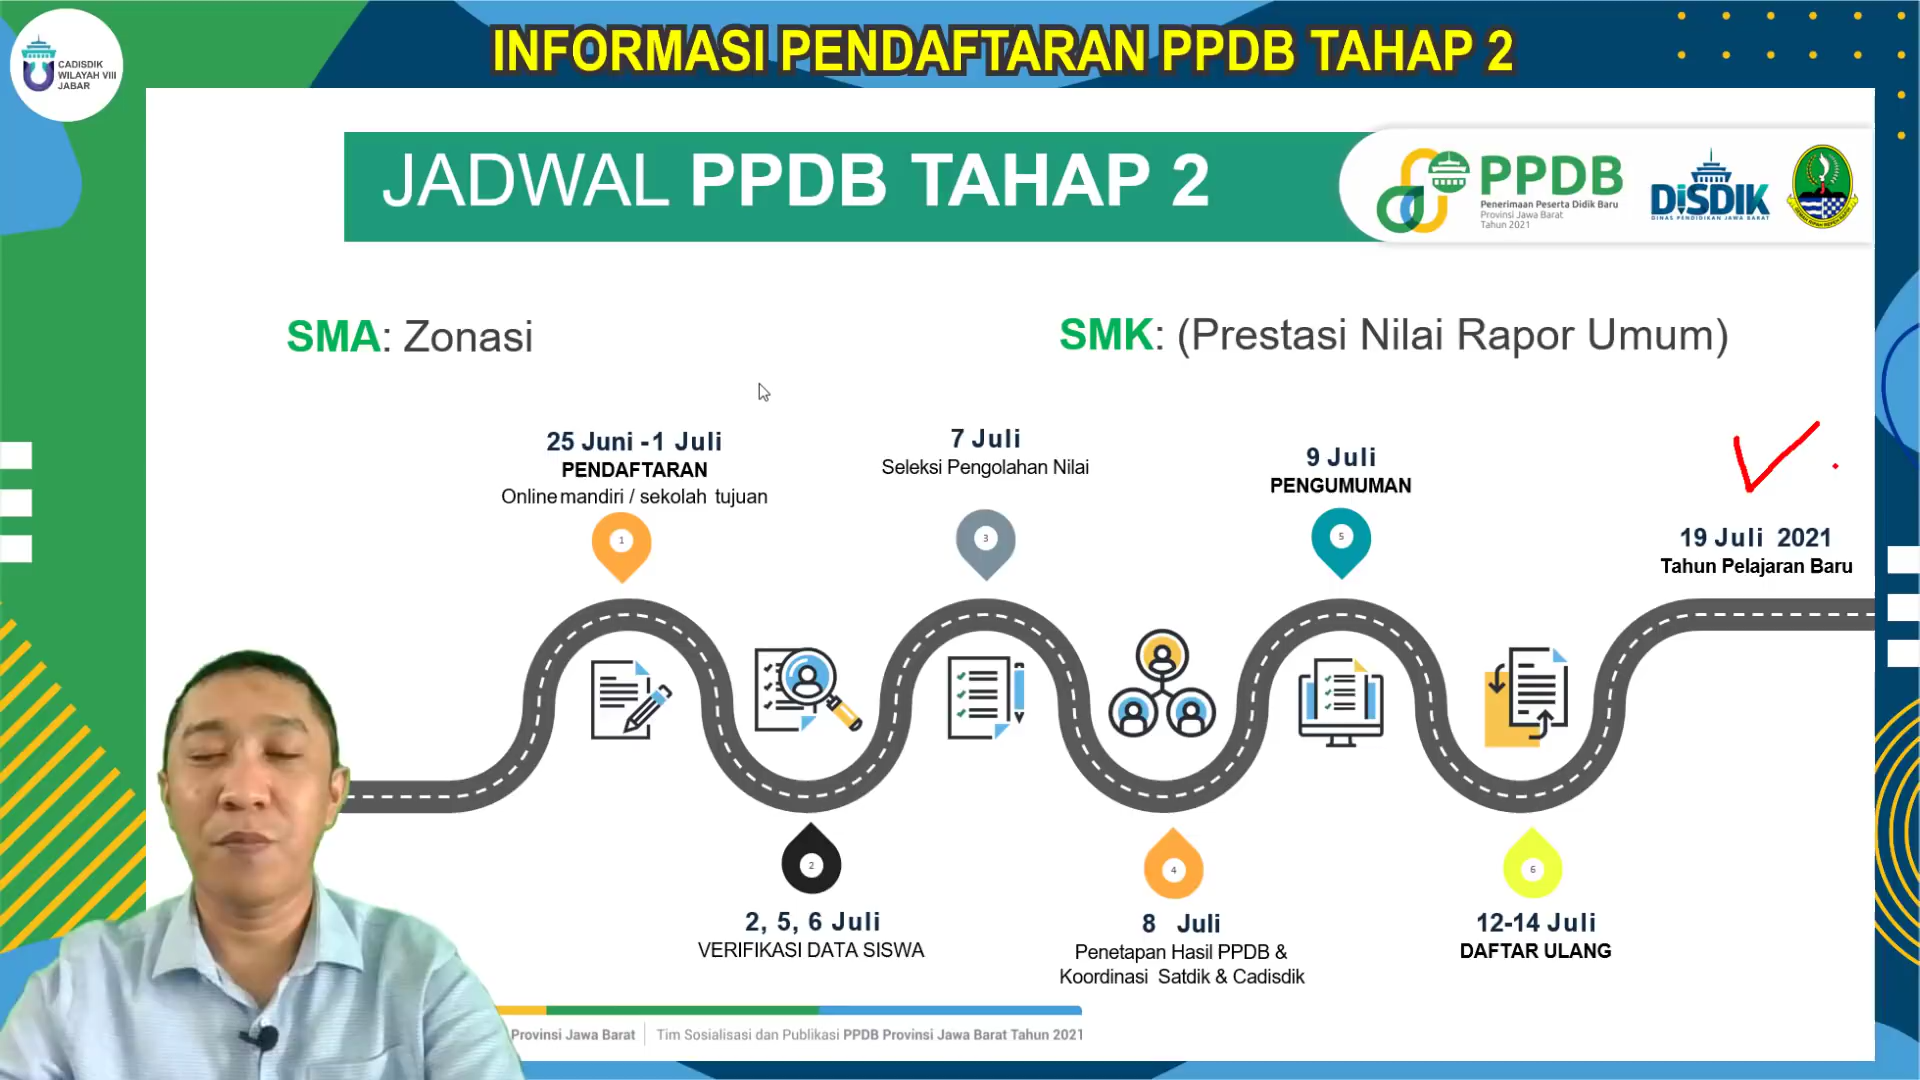 INFORMASI PENDAFTARAN PPDB TAHAP 2
CADISDIK
WILAYAH VIII
JABAR
JADWAL PPDB TAHAP 2
PPDB
Penerimaan Peserta Didik Baru
Provinsi Jawa Barat
Tahun 2021
DISDIK
DINAS PENDIDIKAN JAWA BARAT
SMA: Zonasi
SMK: (Prestasi Nilai Rapor Umum)
25 Juni -1 Juli
PENDAFTARAN
Online mandiri / sekolah tujuan
1
7 Juli
Seleksi Pengolahan Nilai
3
9 Juli
PENGUMUMAN
5
19 Juli 2021
Tahun Pelajaran Baru
2
2, 5, 6 Juli
VERIFIKASI DATA SISWA
4
8 Juli
Penetapan Hasil PPDB &
Koordinasi Satdik & Cadisdik
6
12-14 Juli
DAFTAR ULANG
Provinsi Jawa Barat | Tim Sosialisasi dan Publikasi PPDB Provinsi Jawa Barat Tahun 2021